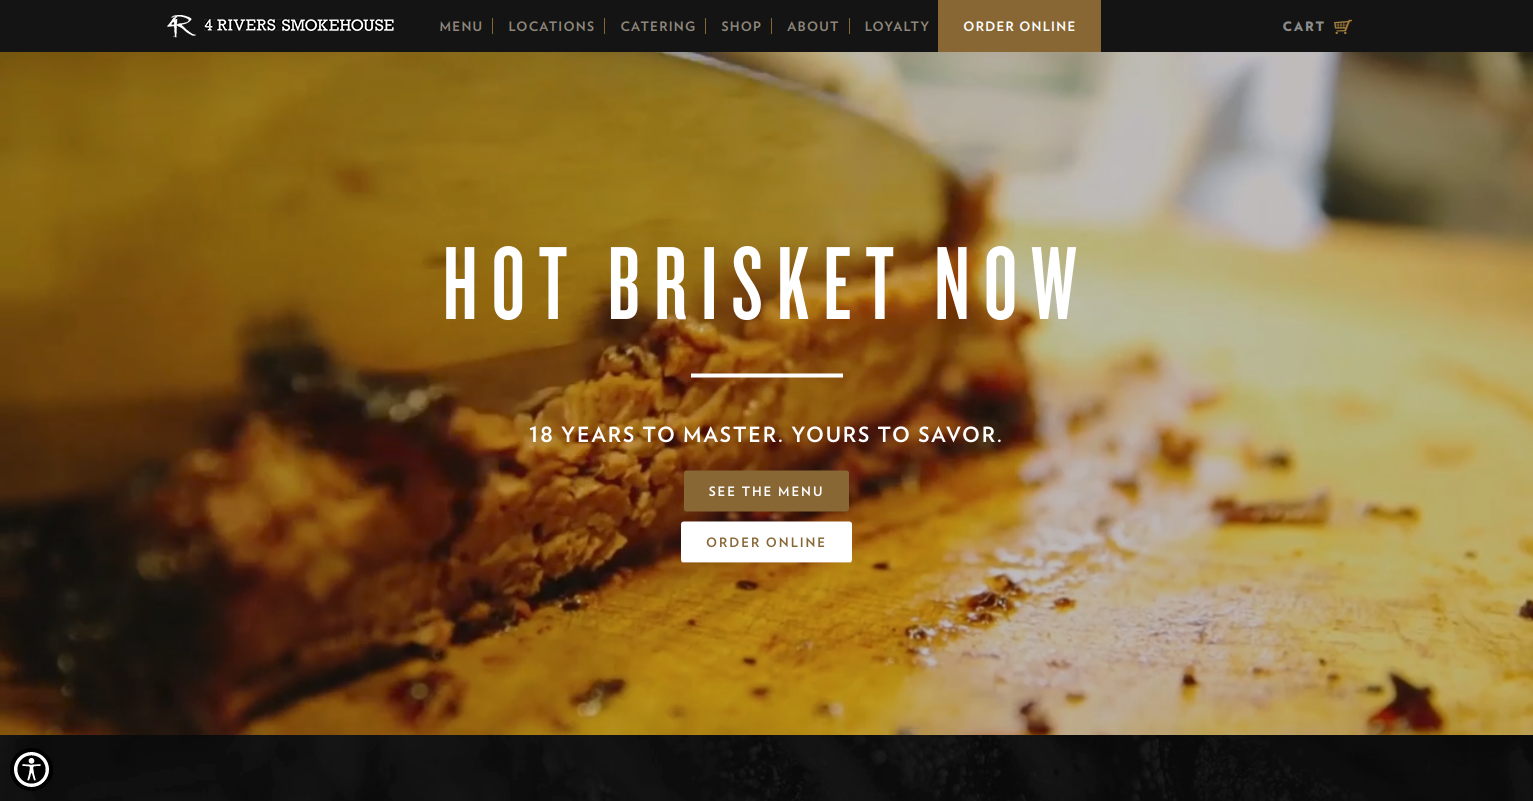 4 RIVERS SMOKEHOUSE
MENU
LOCATIONS
CATERING
SHOP
ABOUT
LOYALTY
ORDER ONLINE
CART
HOT BRISKET NOW
18 YEARS TO MASTER. YOURS TO SAVOR.
SEE THE MENU
ORDER ONLINE